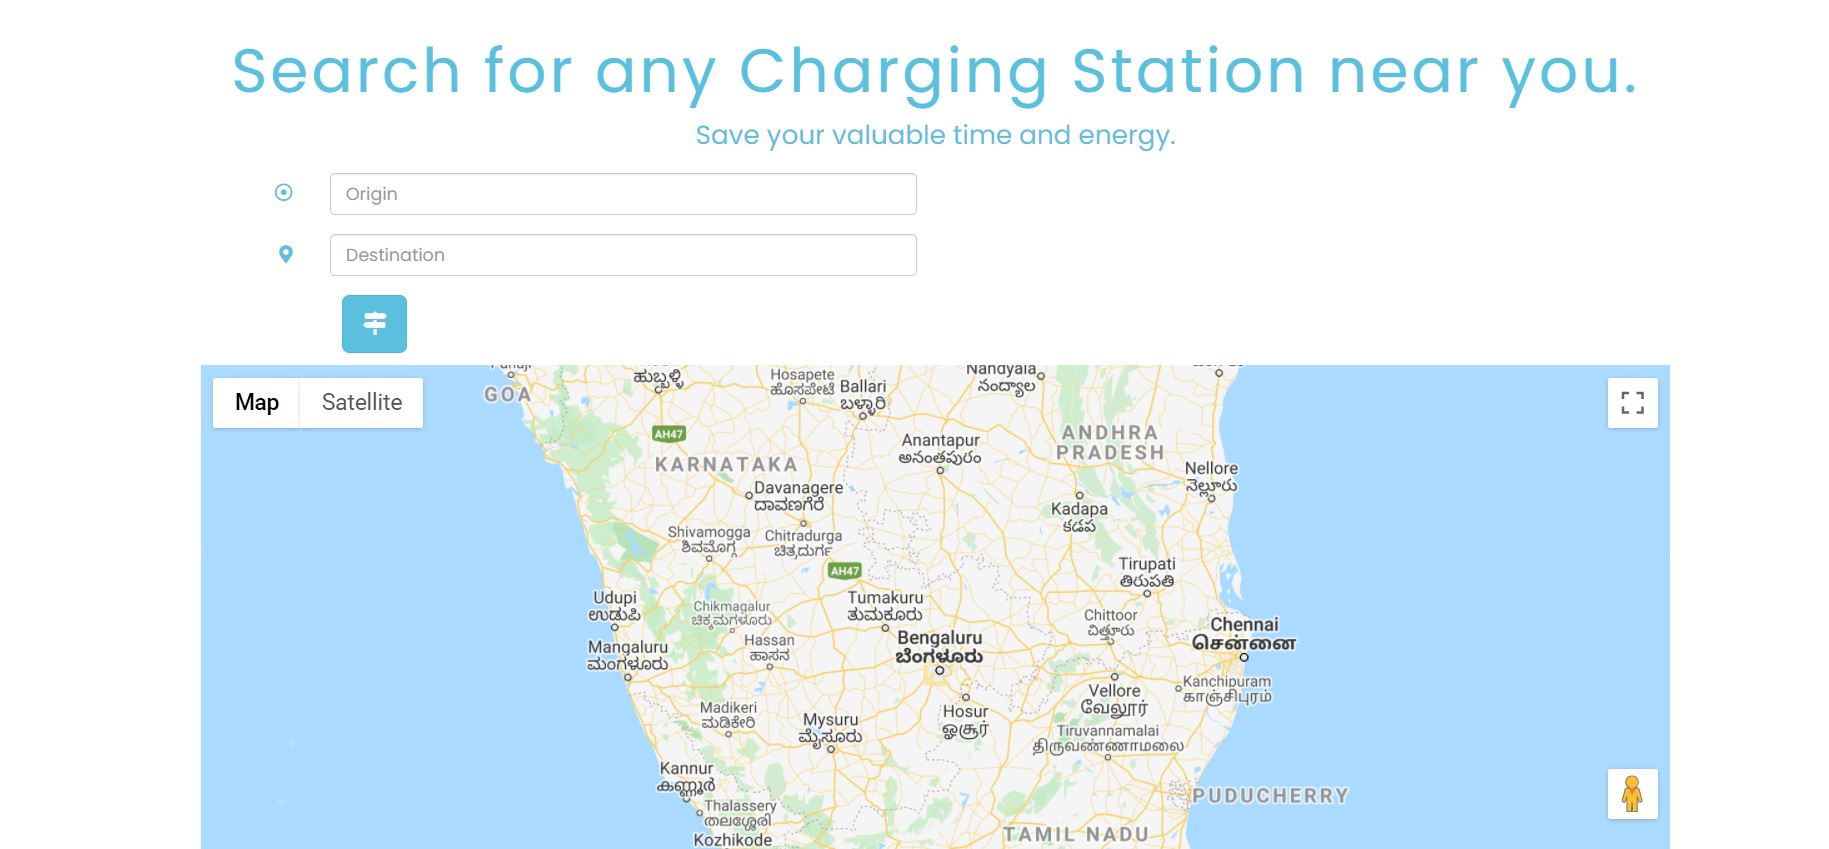 Search for any Charging Station near you.
Save your valuable time and energy.
Origin
Destination
Map
Satellite
GOA
ಹುಬ್ಬಳ್ಳಿ
Hosapete
ಹೊಸಪೇಟೆ
Ballari
ಬಳ್ಳಾರಿ
Nandyala
నంద్యాల
AH47
KARNATAKA
Anantapur
అనంతపురం
ANDHRA
PRADESH
Nellore
నెల్లూరు
Davanagere
ದಾವಣಗೆರೆ
Kadapa
కడప
Shivamogga
ಶಿವಮೊಗ್ಗ
Chitradurga
ಚಿತ್ರದುರ್ಗ
AH47
Tirupati
తిరుపతి
Udupi
ಉಡುಪಿ
Chikmagalur
ಚಿಕ್ಕಮಗಳೂರು
Tumakuru
ತುಮಕೂರು
Chittoor
చిత్తూరు
Chennai
சென்னை
Mangaluru
ಮಂಗಳೂರು
Hassan
ಹಾಸನ
Bengaluru
ಬೆಂಗಳೂರು
Kanchipuram
காஞ்சிபுரம்
Vellore
வேலூர்
Madikeri
ಮಡಿಕೇರಿ
Mysuru
ಮೈಸೂರು
Hosur
ஓசூர்
Tiruvannamalai
திருவண்ணாமலை
Kannur
കണ്ണൂർ
Thalassery
തലശ്ശേരി
PUDUCHERRY
TAMIL NADU
Kozhikode